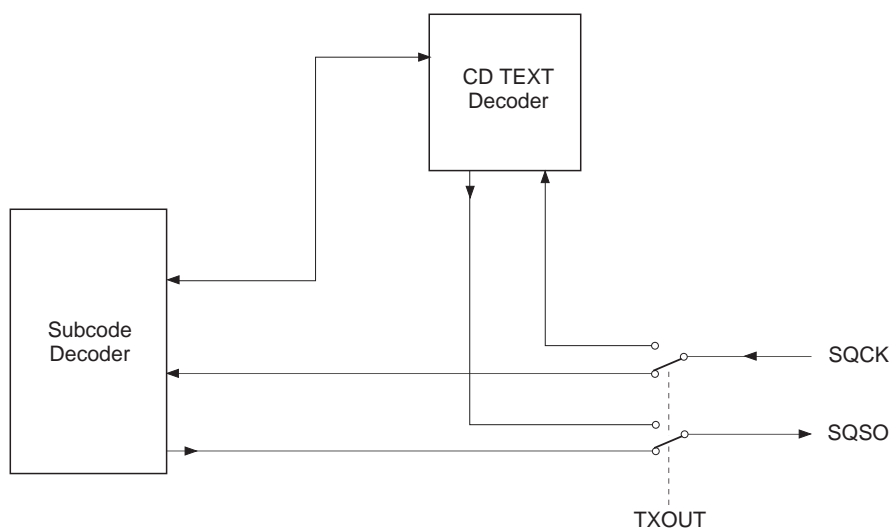 CD TEXT
Decoder
Subcode
Decoder
SQCK
SQSO
TXOUT